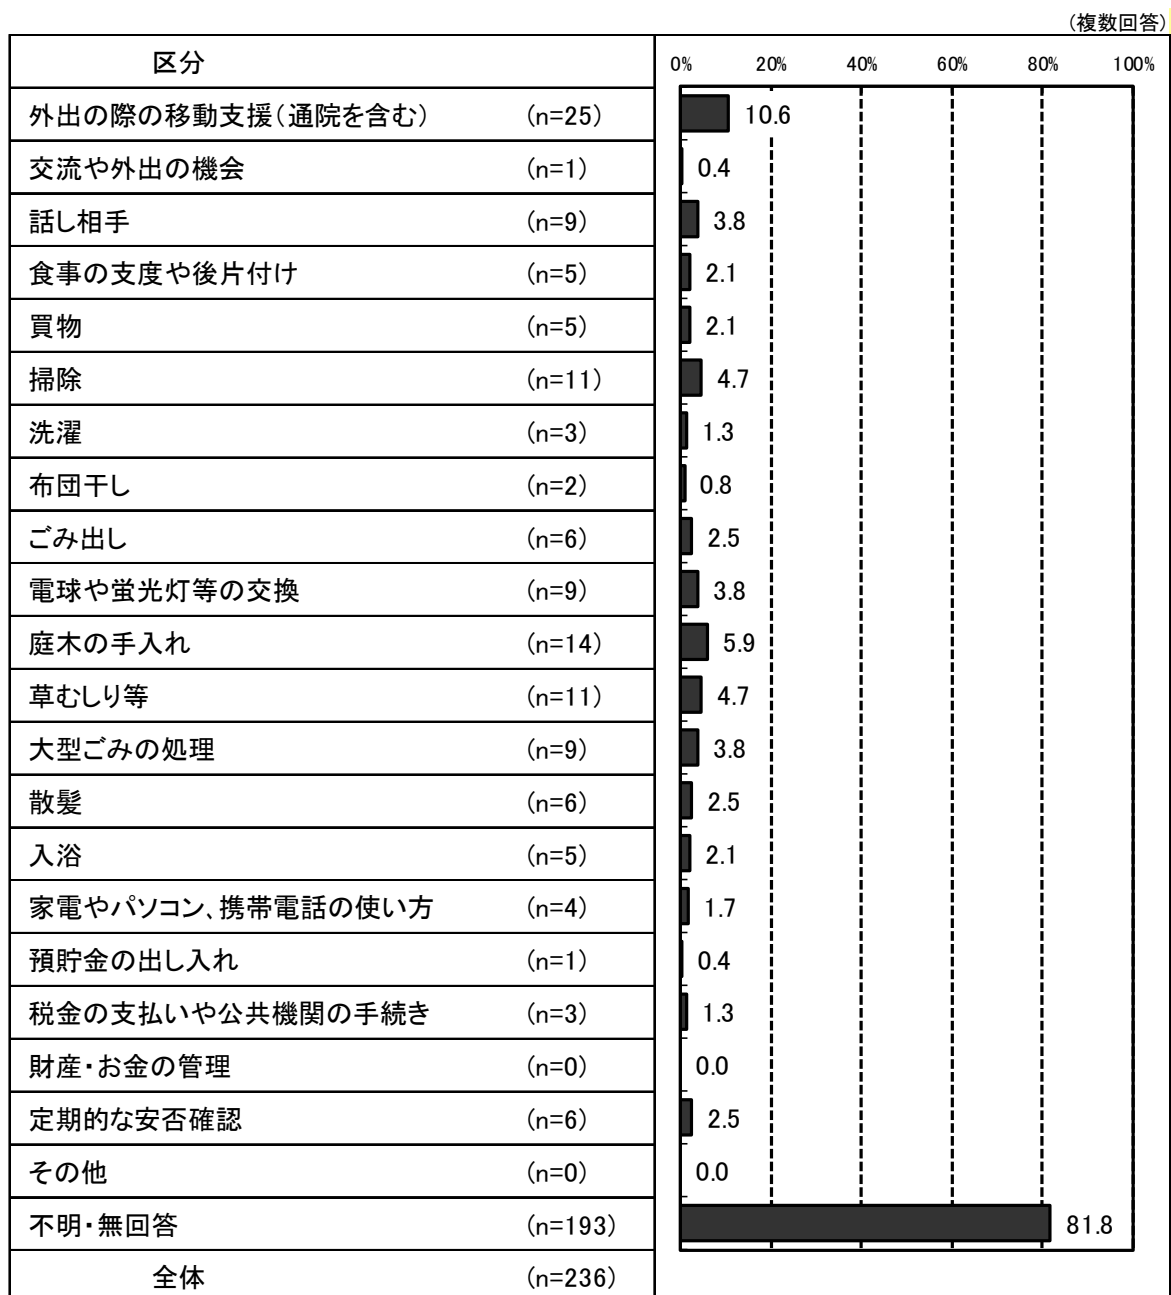 (複数回答)
区分 0% 20% 40% 60% 80% 100%
外出の際の移動支援(通院を含む) (n=25) 10.6
交流や外出の機会 (n=1) 0.4
話し相手 (n=9) 3.8
食事の支度や後片付け (n=5) 2.1
買物 (n=5) 2.1
掃除 (n=11) 4.7
洗濯 (n=3) 1.3
布団干し (n=2) 0.8
ごみ出し (n=6) 2.5
電球や蛍光灯等の交換 (n=9) 3.8
庭木の手入れ (n=14) 5.9
草むしり等 (n=11) 4.7
大型ごみの処理 (n=9) 3.8
散髪 (n=6) 2.5
入浴 (n=5) 2.1
家電やパソコン、携帯電話の使い方 (n=4) 1.7
預貯金の出し入れ (n=1) 0.4
税金の支払いや公共機関の手続き (n=3) 1.3
財産・お金の管理 (n=0) 0.0
定期的な安否確認 (n=6) 2.5
その他 (n=0) 0.0
不明・無回答 (n=193) 81.8
全体 (n=236)